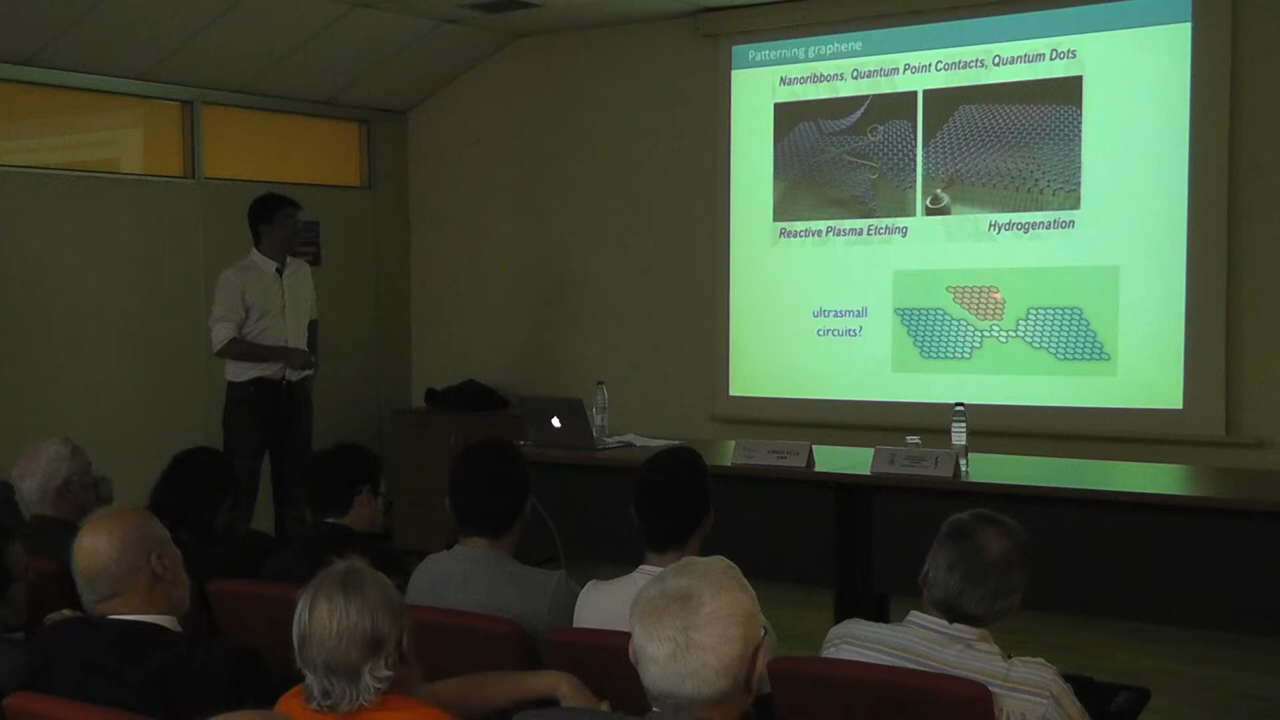 Patterning graphene
Nanoribbons, Quantum Point Contacts, Quantum Dots
Reactive Plasma Etching
Hydrogenation
ultrasmall
circuits?